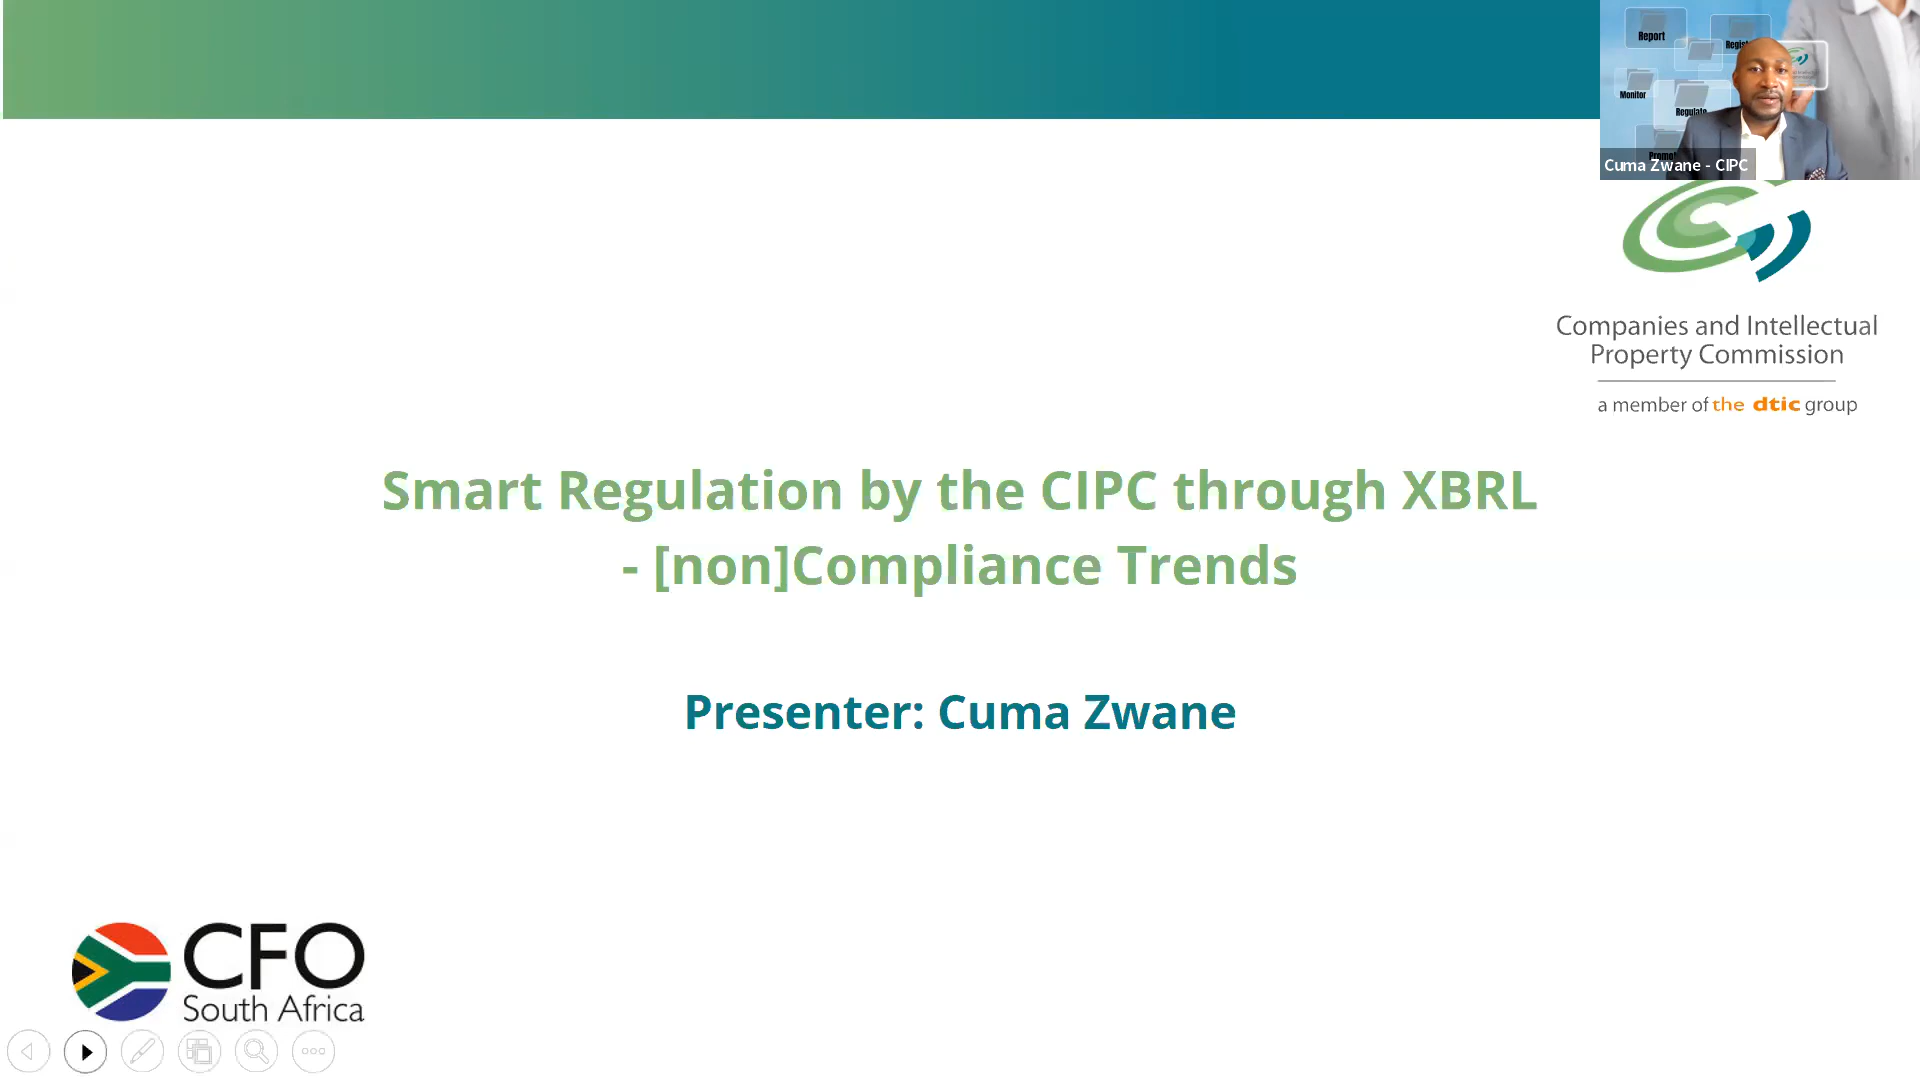 Report
Monitor
Regulate
Cuma Zwane - CIPC
Companies and Intellectual
Property Commission
a member of the dtic group
Smart Regulation by the CIPC through XBRL
- [non]Compliance Trends
Presenter: Cuma Zwane
CFO
South Africa